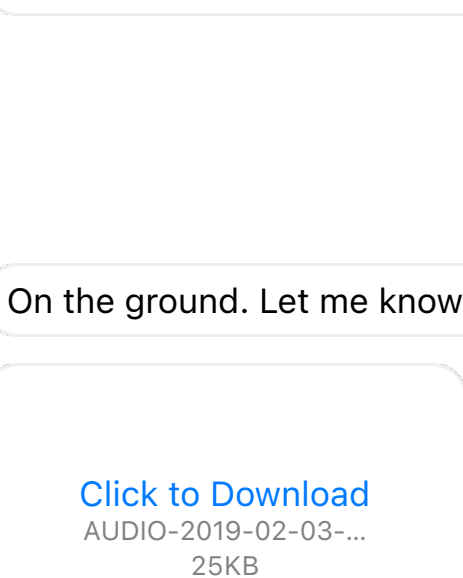 On the ground. Let me know
Click to Download
AUDIO-2019-02-03-...
25KB